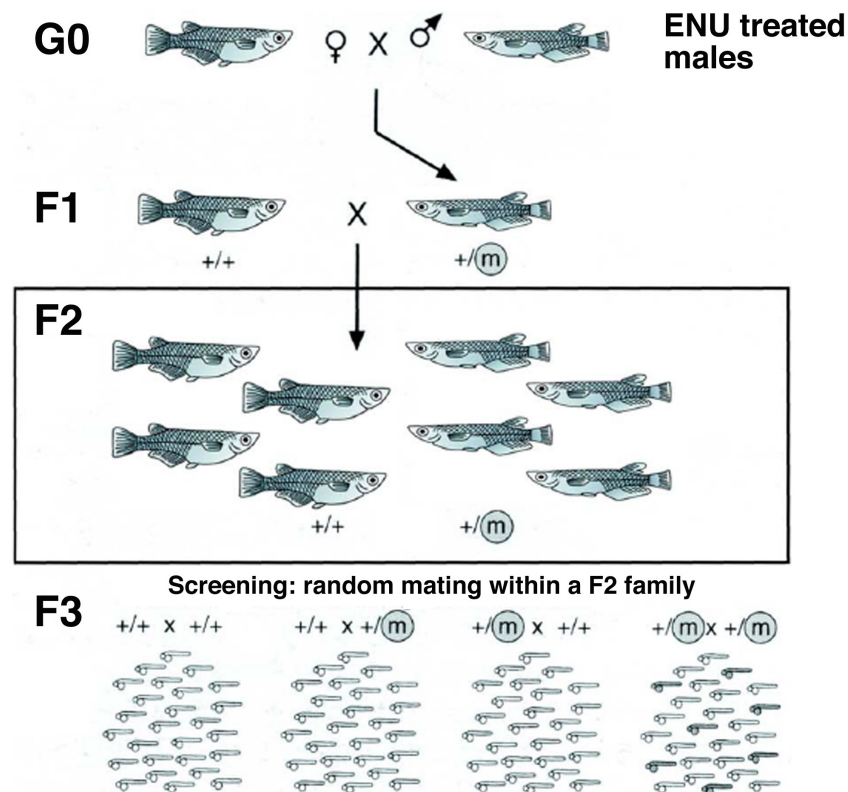 G0 ♀ X ♂ ENU treated
males
F1 X
+/+ +/m
F2
+/+ +/m
Screening: random mating within a F2 family
F3
+/+ x +/+ +/+ x +/m +/m x +/+ +/m x +/m